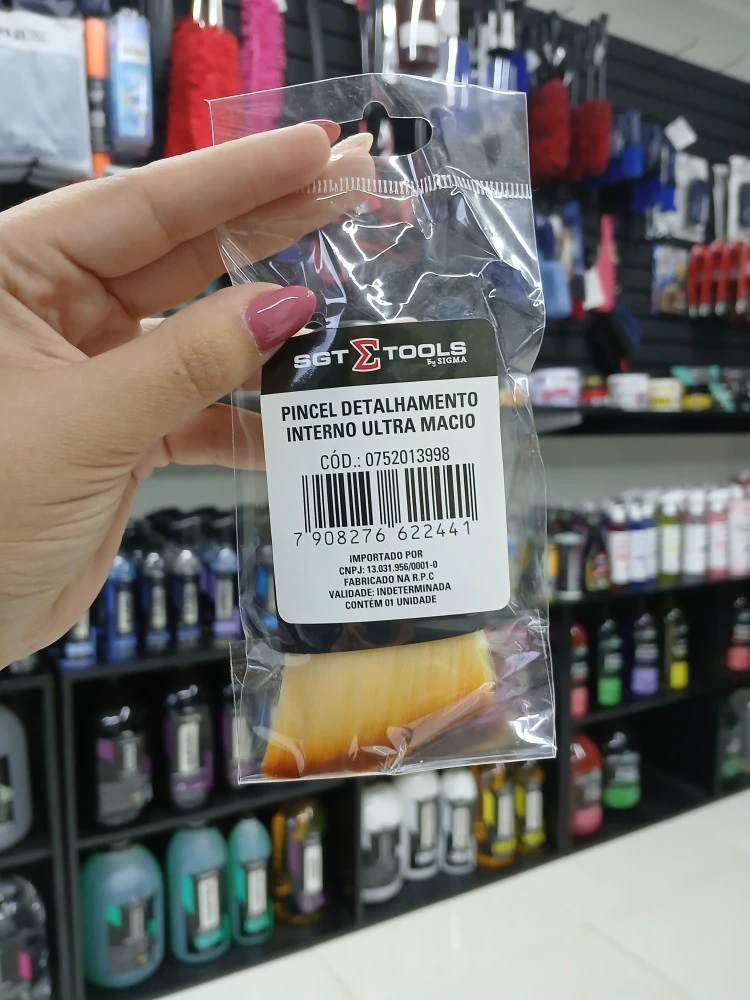 SGT Σ TOOLS
By SIGMA
PINCEL DETALHAMENTO
INTERNO ULTRA MACIO
CÓD.: 0752013998
7 908276 622441
IMPORTADO POR
CNPJ: 13.031.956/0001-0
FABRICADO NA R.P.C
VALIDADE: INDETERMINADA
CONTÉM 01 UNIDADE